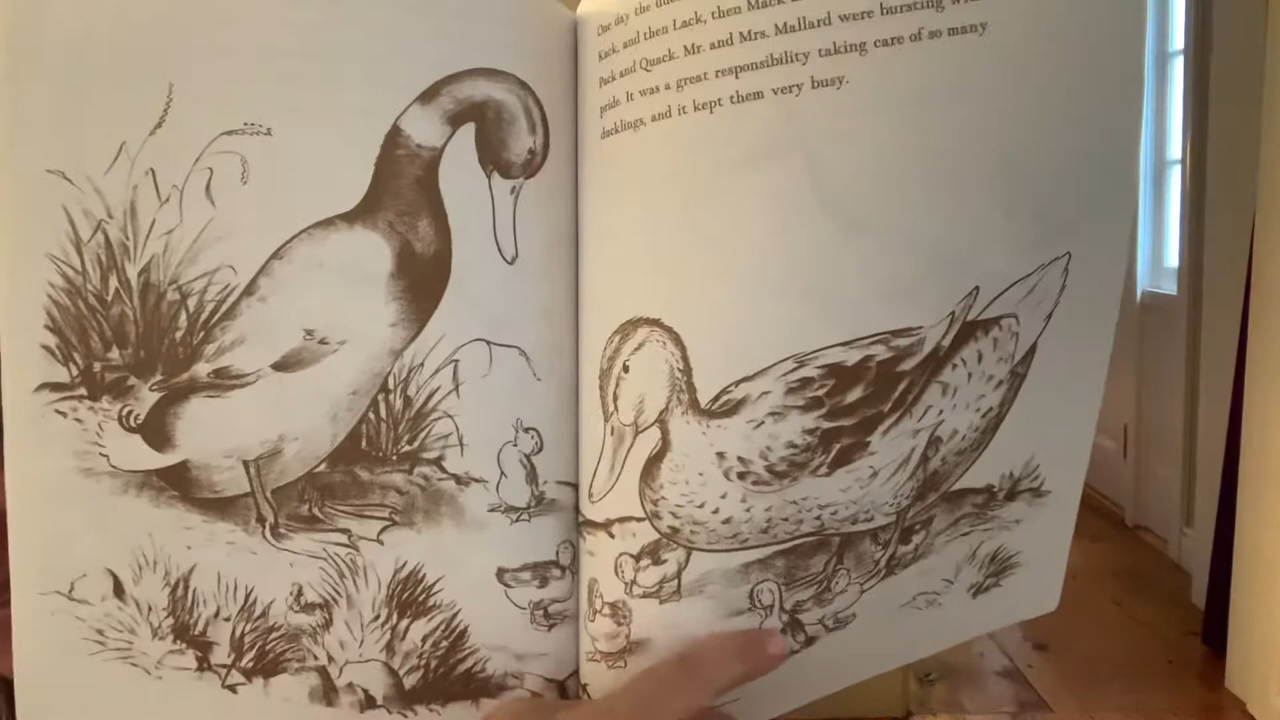 One day the
Kack, and then Lack, then Mack
Pack and Quack. Mr. and Mrs. Mallard were bursting
pride. It was a great responsibility taking care of so many
ducklings, and it kept them very busy.